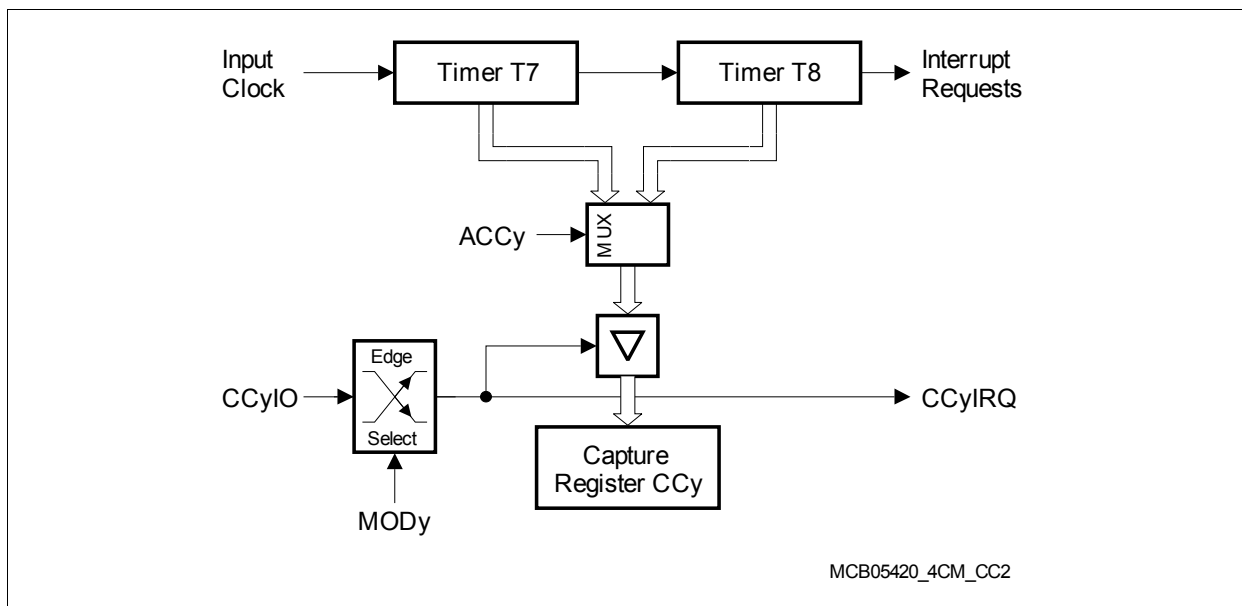 Input
Clock
Timer T7
Timer T8
Interrupt
Requests
ACCy
MUX
Edge
Select
CCyIO
CCyIRQ
Capture
Register CCy
MODy
MCB05420_4CM_CC2